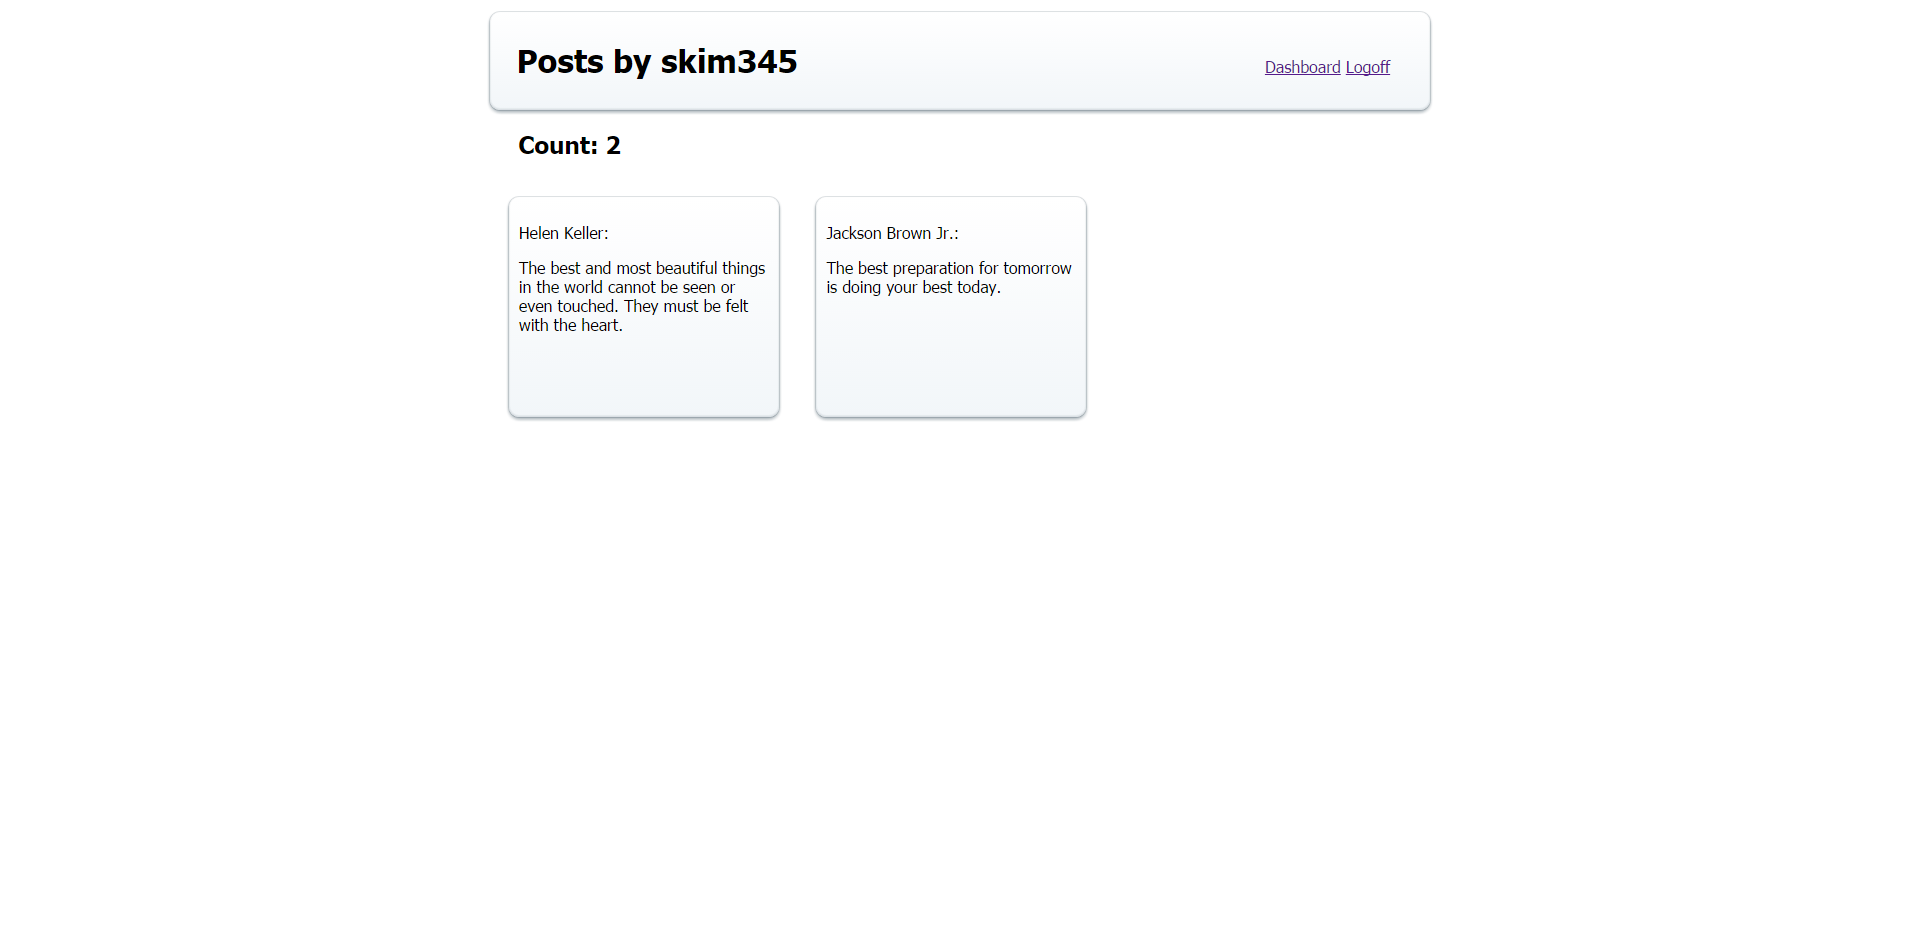 Posts by skim345
Dashboard Logoff
Count: 2
Helen Keller:
The best and most beautiful things
in the world cannot be seen or
even touched. They must be felt
with the heart.
Jackson Brown Jr.:
The best preparation for tomorrow
is doing your best today.